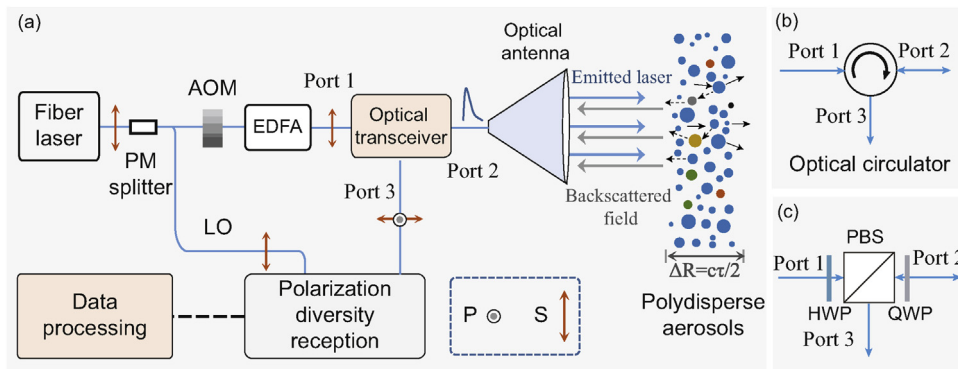 (a)
Fiber
laser
PM
splitter
AOM
EDFA
Port 1
Optical
transceiver
Port 2
Port 3
Optical
antenna
Emitted laser
Backscattered
field
ΔR=cτ/2
Polydisperse
aerosols
LO
Data
processing
Polarization
diversity
reception
P
S
(b)
Port 1
Port 2
Port 3
Optical circulator
(c)
PBS
Port 1
Port 2
HWP
QWP
Port 3